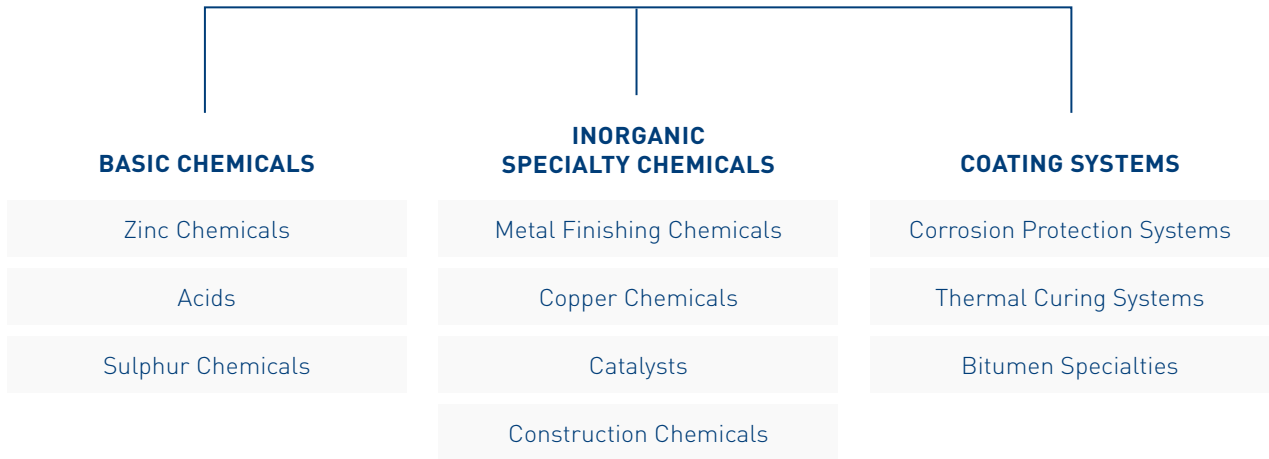 BASIC CHEMICALS
Zinc Chemicals
Acids
Sulphur Chemicals
INORGANIC
SPECIALTY CHEMICALS
Metal Finishing Chemicals
Copper Chemicals
Catalysts
Construction Chemicals
COATING SYSTEMS
Corrosion Protection Systems
Thermal Curing Systems
Bitumen Specialties